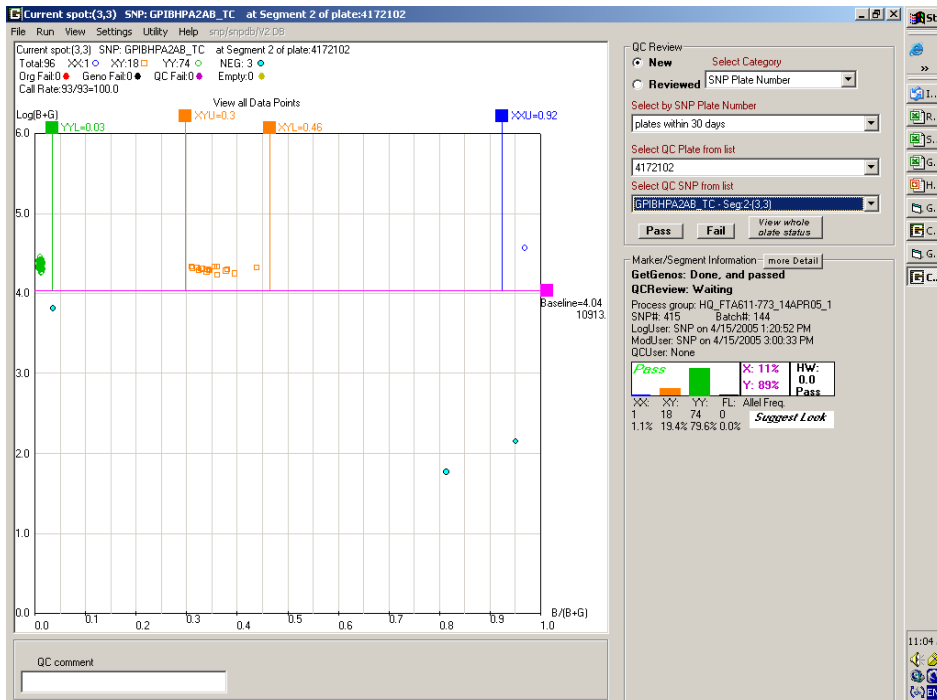 Current spot:(3,3) SNP: GPIBHPA2AB_TC at Segment 2 of plate:4172102
File Run View Settings Utility Help snp/snpdb/V2 DB
Current spot:(3,3) SNP: GPIBHPA2AB_TC at Segment 2 of plate:4172102
Total:96 XX:1 XY:18 YY:74 NEG: 3
Org Fail:0 Geno Fail:0 QC Fail:0 Empty:0
Call Rate:93/93=100.0
View all Data Points
Log(B+G)
YYL=0.03
XYU=0.3
XYL=0.46
XXU=0.92
6.0
5.0
4.0
3.0
2.0
1.0
0.0
Baseline=4.04
10913.
0.0 0.1 0.2 0.3 0.4 0.5 0.6 0.7 0.8 0.9 1.0
B/(B+G)
QC comment
QC Review
New
Reviewed
Select Category
SNP Plate Number
Select by SNP Plate Number
plates within 30 days
Select QC Plate from list
4172102
Select QC SNP from list
GPIBHPA2AB_TC - Seg:2-(3,3)
Pass Fail View whole
plate status
Marker/Segment Information more Detail
GetGenos: Done, and passed
QCReview: Waiting
Process group: HQ_FTA611-773_14APR05_1
SNP#: 415 Batch#: 144
LogUser: SNP on 4/15/2005 1:20:52 PM
ModUser: SNP on 4/15/2005 3:00:33 PM
QCUser: None
Pass
X: 11%
Y: 89%
HW:
0.0
Pass
XX: XY: YY: FL: Allel Freq.
1 18 74 0
1.1% 19.4% 79.6% 0.0%
Suggest Look
St
»
I..
R.
S..
G.
H.
G.
C.
G.
C..
11:04
EN